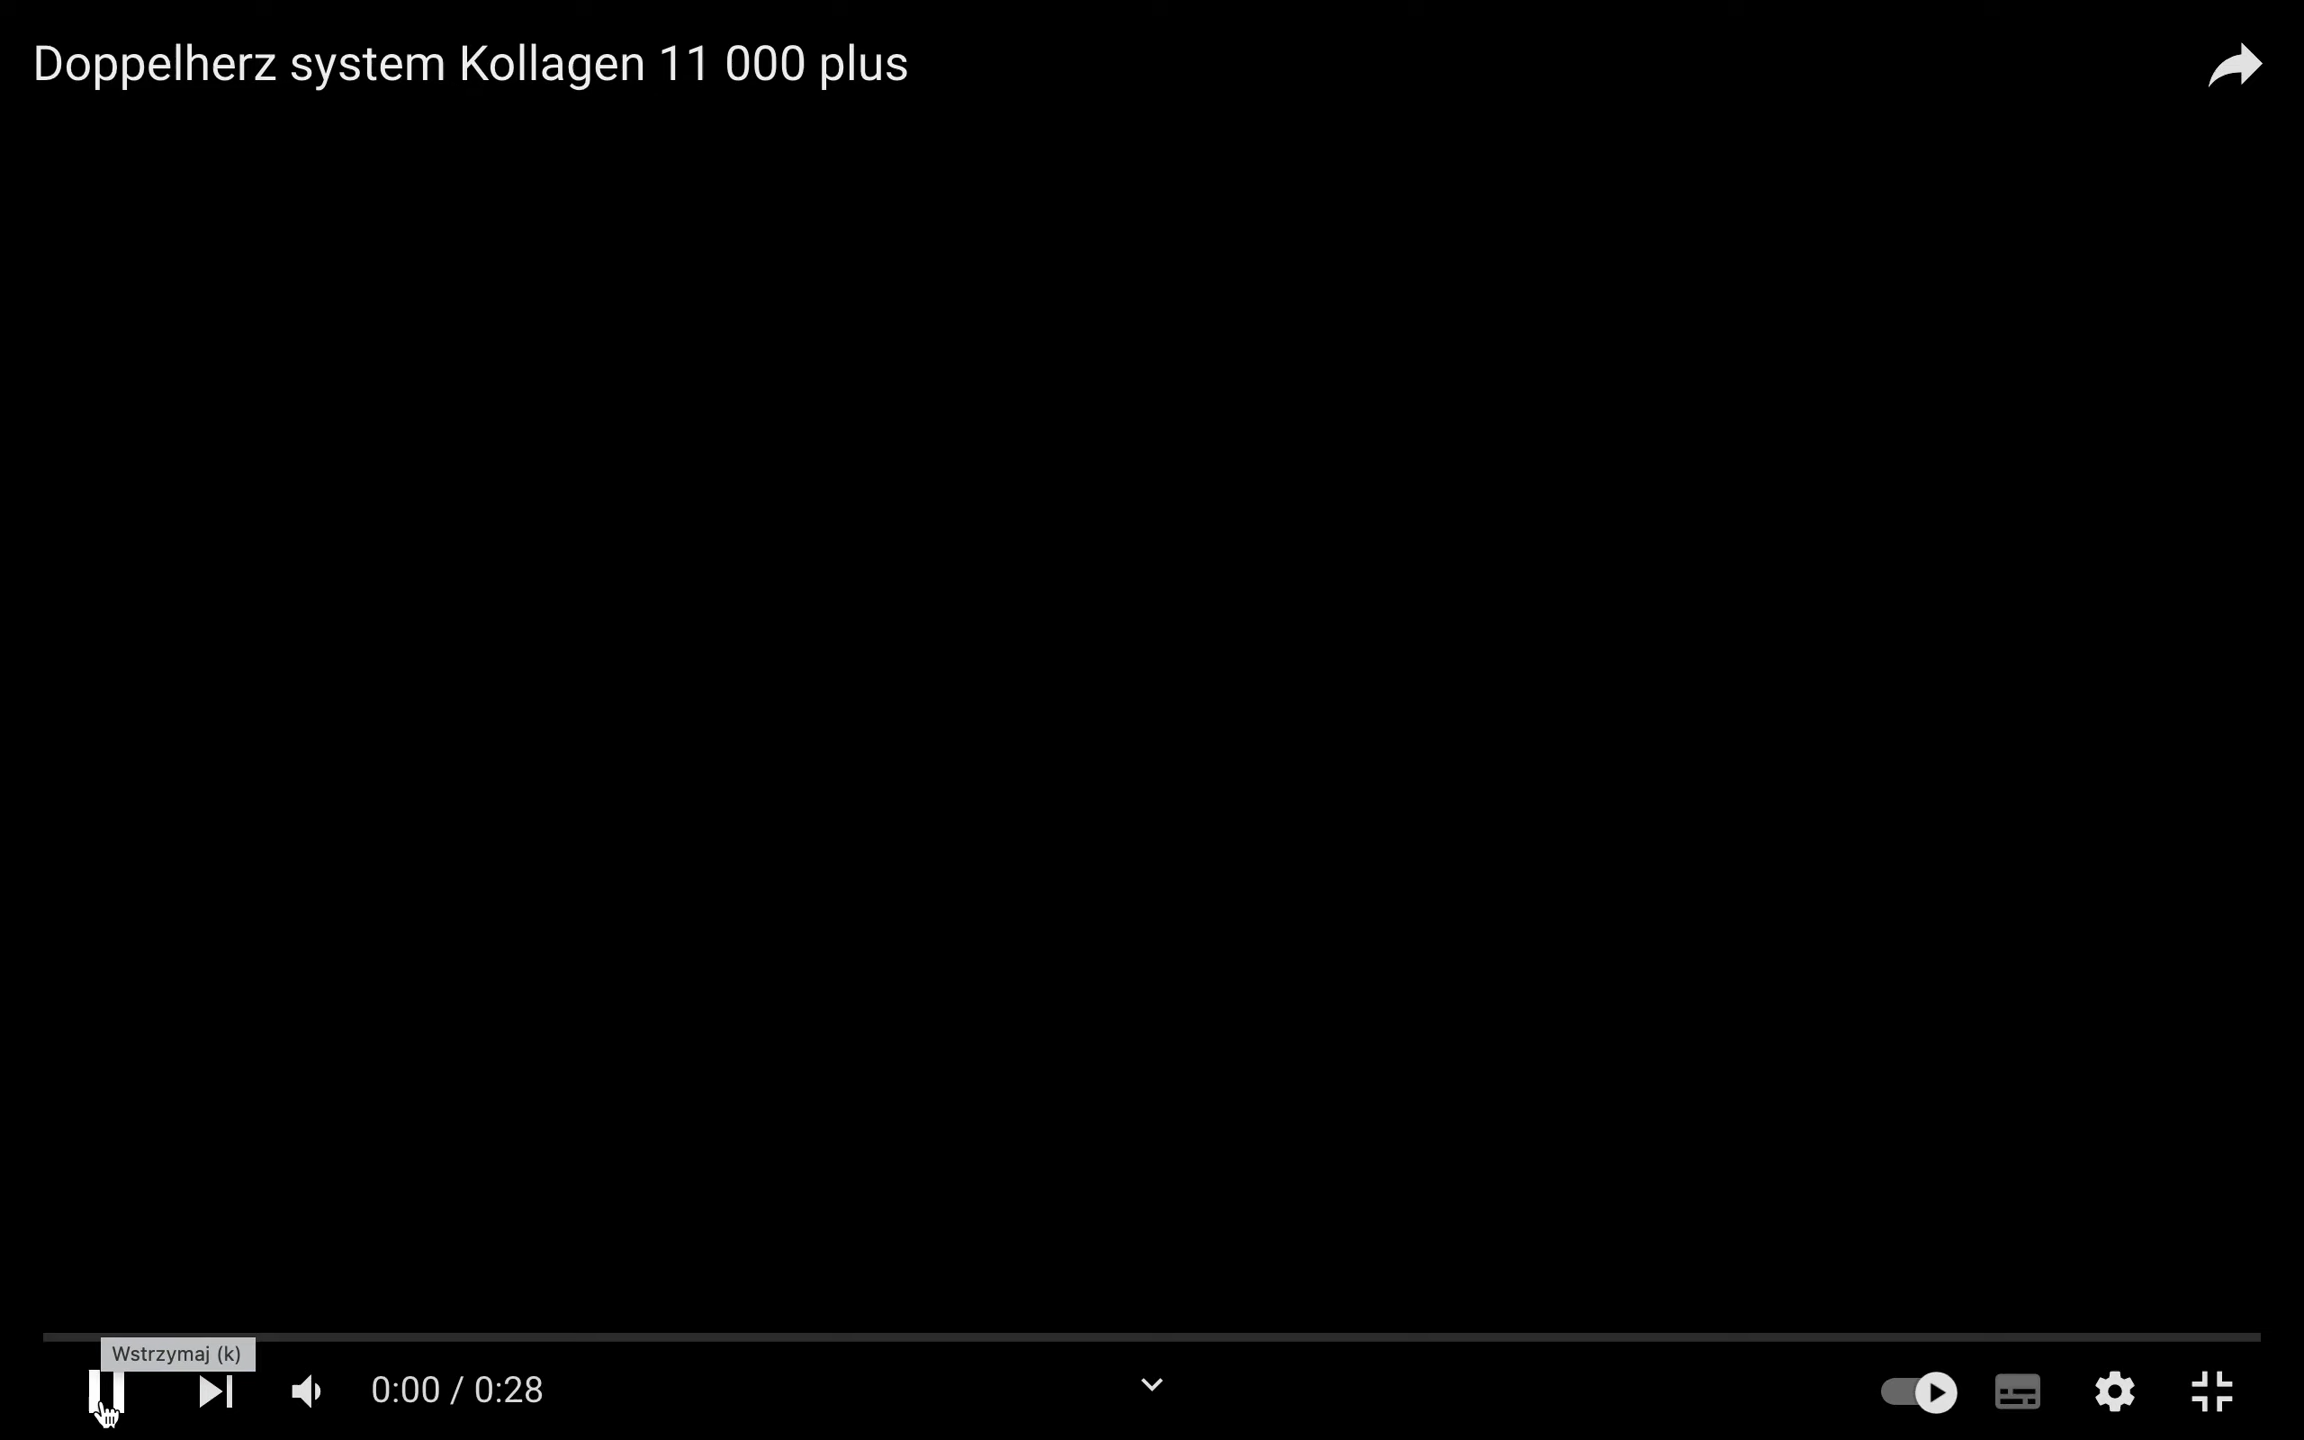 Doppelherz system Kollagen 11 000 plus
Wstrzymaj (k)
0:00 / 0:28